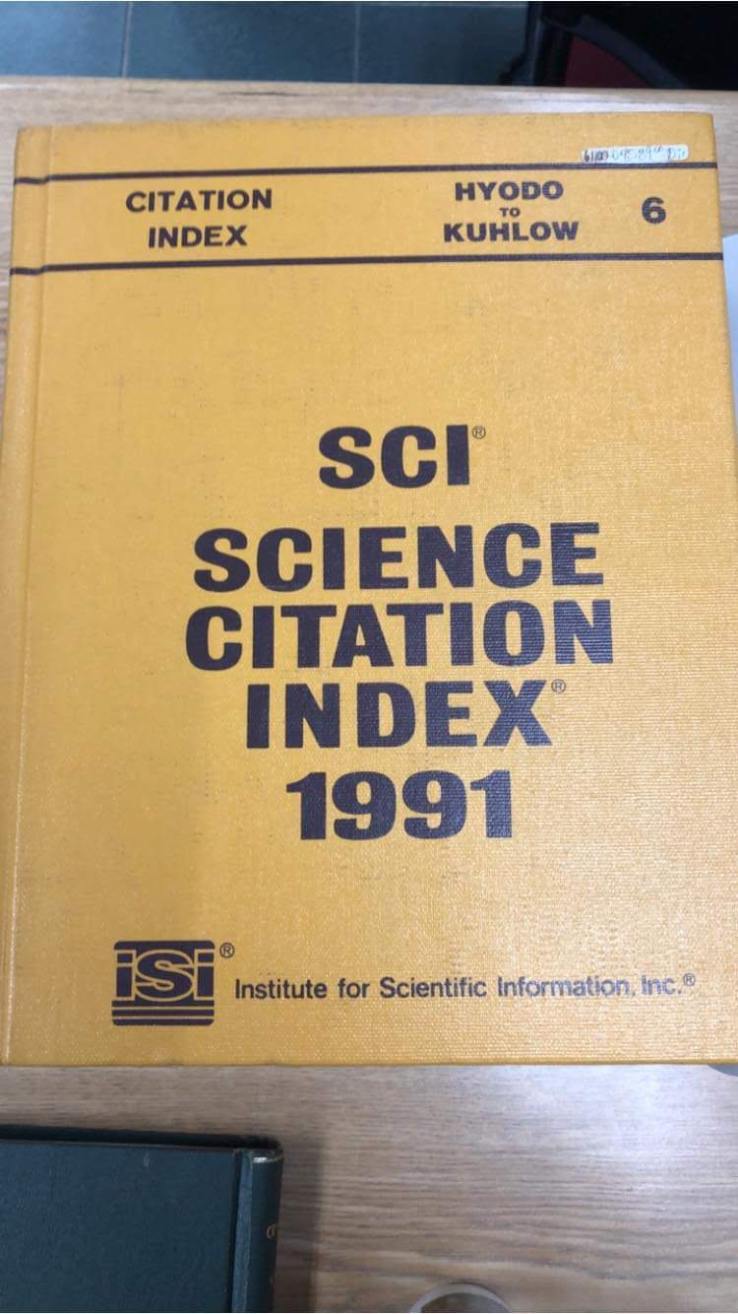 CITATION
INDEX
HYODO
TO
KUHLOW
6
SCI®
SCIENCE
CITATION
INDEX®
1991
isi®
Institute for Scientific Information, Inc.®